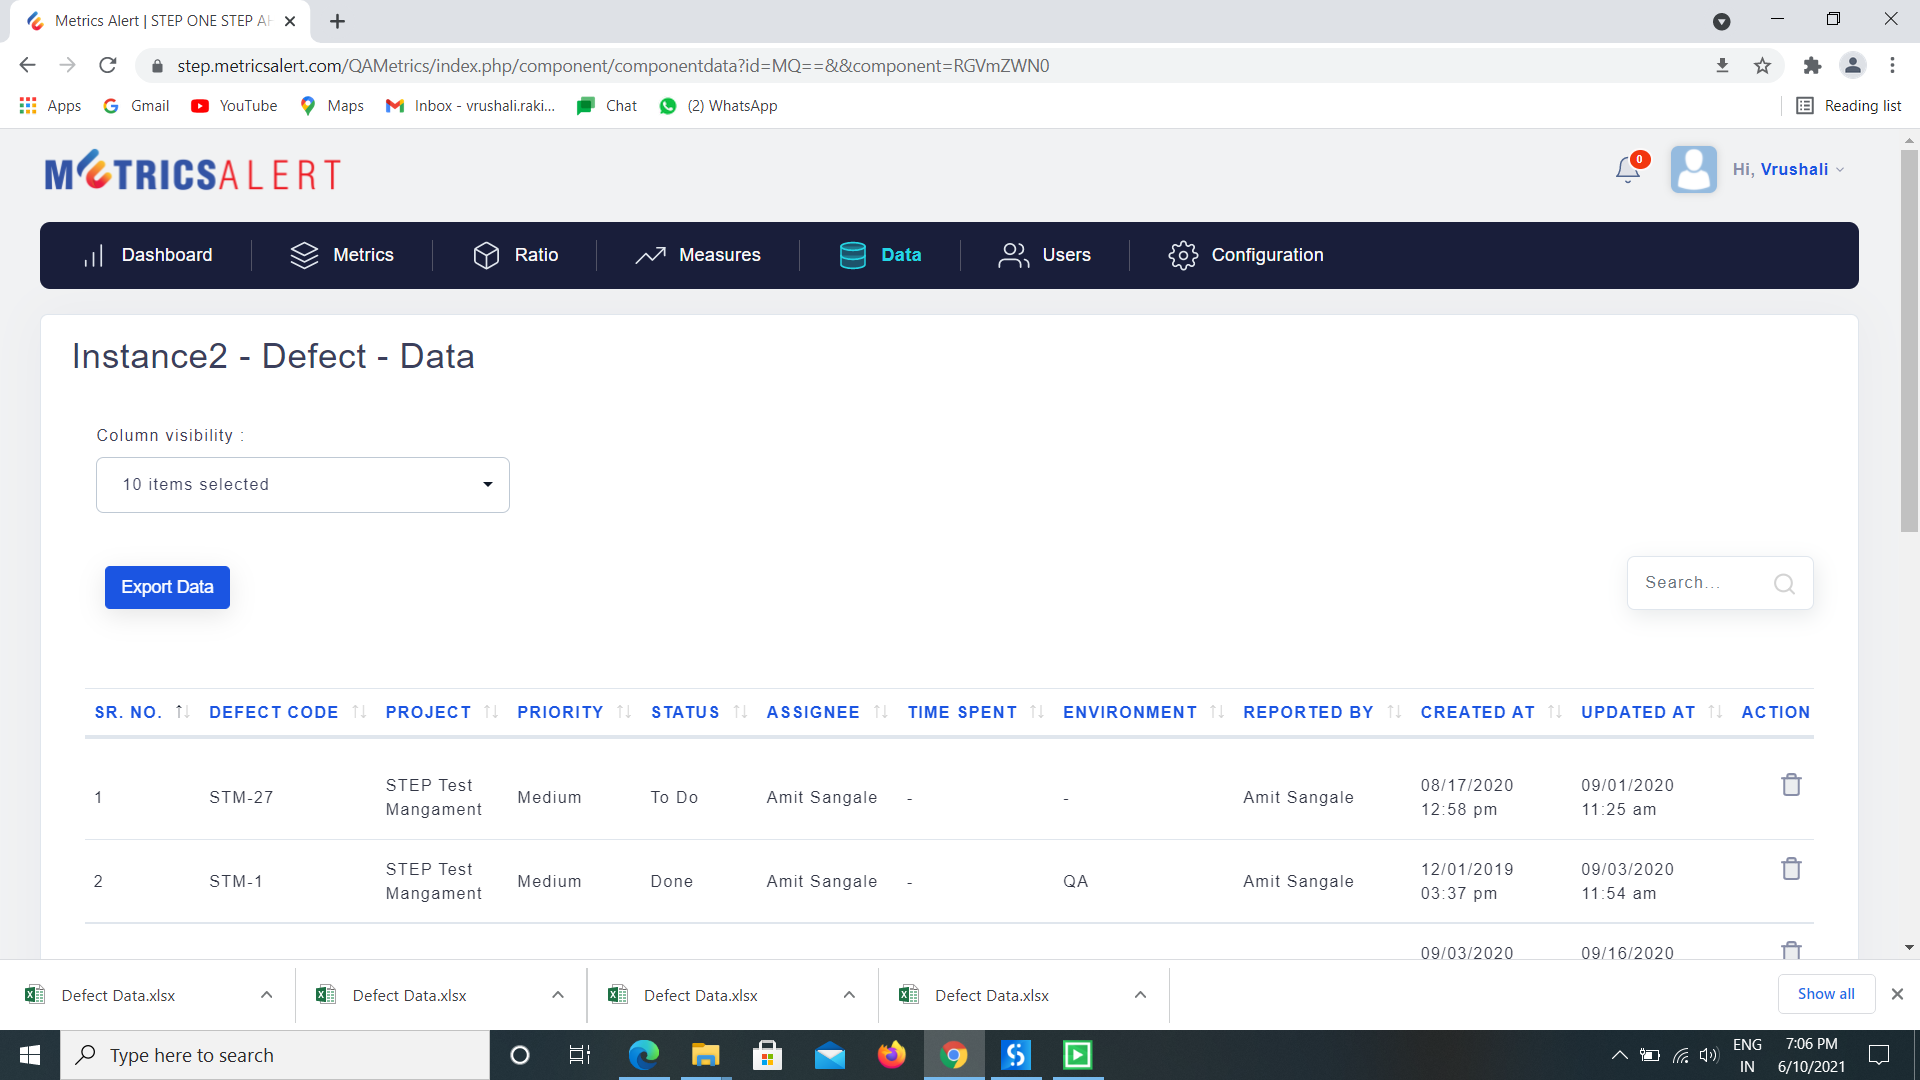 Metrics Alert | STEP ONE STEP AH
step.metricsalert.com/QAMetrics/index.php/component/componentdata?id=MQ==&&component=RGVmZWN0
Apps Gmail YouTube Maps Inbox - vrushali.raki... Chat (2) WhatsApp Reading list
METRICSALERT
0
Hi, Vrushali
Dashboard Metrics Ratio Measures Data Users Configuration
Instance2 - Defect - Data
Column visibility :
10 items selected
Export Data
Search...
SR. NO. DEFECT CODE PROJECT PRIORITY STATUS ASSIGNEE TIME SPENT ENVIRONMENT REPORTED BY CREATED AT UPDATED AT ACTION
1 STM-27 STEP Test Mangament Medium To Do Amit Sangale - - Amit Sangale 08/17/2020 12:58 pm 09/01/2020 11:25 am
2 STM-1 STEP Test Mangament Medium Done Amit Sangale - QA Amit Sangale 12/01/2019 03:37 pm 09/03/2020 11:54 am
09/03/2020 09/16/2020
Defect Data.xlsx Defect Data.xlsx Defect Data.xlsx Defect Data.xlsx Show all
Type here to search
ENG
IN
7:06 PM
6/10/2021